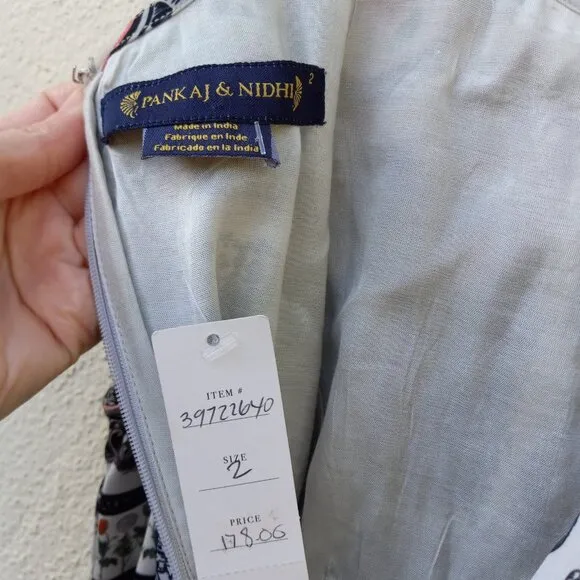 PANKAJ & NIDHI 2
Made in India
Fabriqué en Inde
Fabricado en la India
ITEM #
39722640
SIZE
2
PRICE
178.00